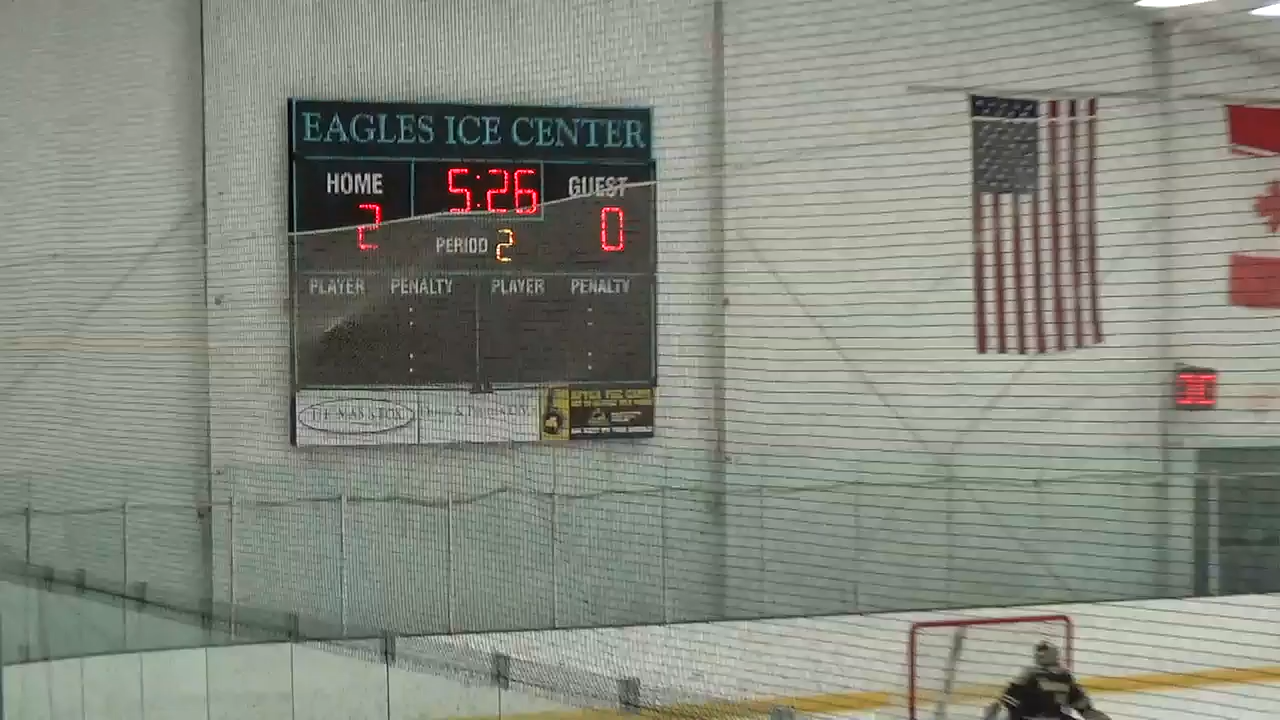 EAGLES ICE CENTER
HOME 5:26 GUEST
2 PERIOD 2 0
PLAYER PENALTY PLAYER PENALTY